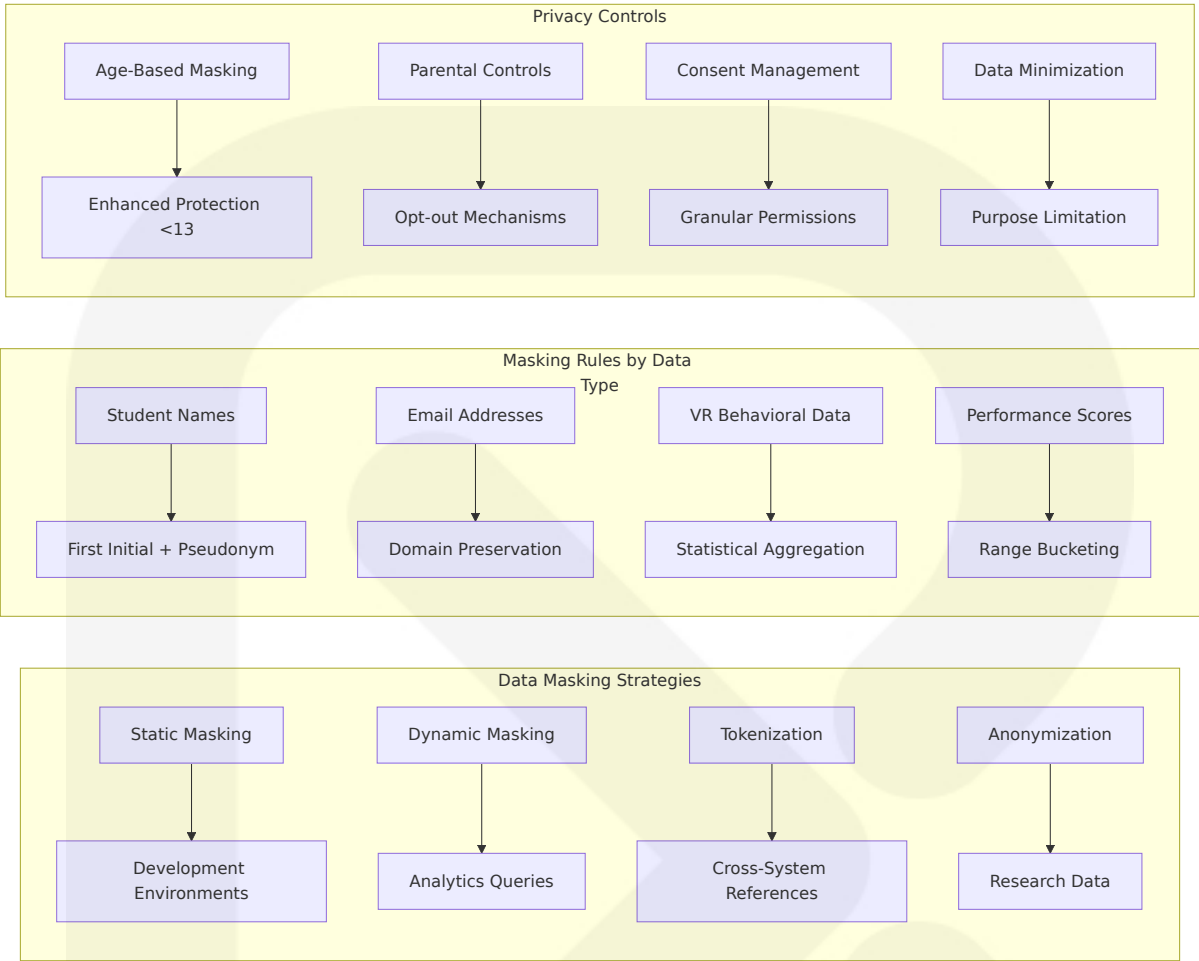 Privacy Controls
Age-Based Masking
Parental Controls
Consent Management
Data Minimization
Enhanced Protection
<13
Opt-out Mechanisms
Granular Permissions
Purpose Limitation
Masking Rules by Data
Type
Student Names
Email Addresses
VR Behavioral Data
Performance Scores
First Initial + Pseudonym
Domain Preservation
Statistical Aggregation
Range Bucketing
Data Masking Strategies
Static Masking
Dynamic Masking
Tokenization
Anonymization
Development
Environments
Analytics Queries
Cross-System
References
Research Data